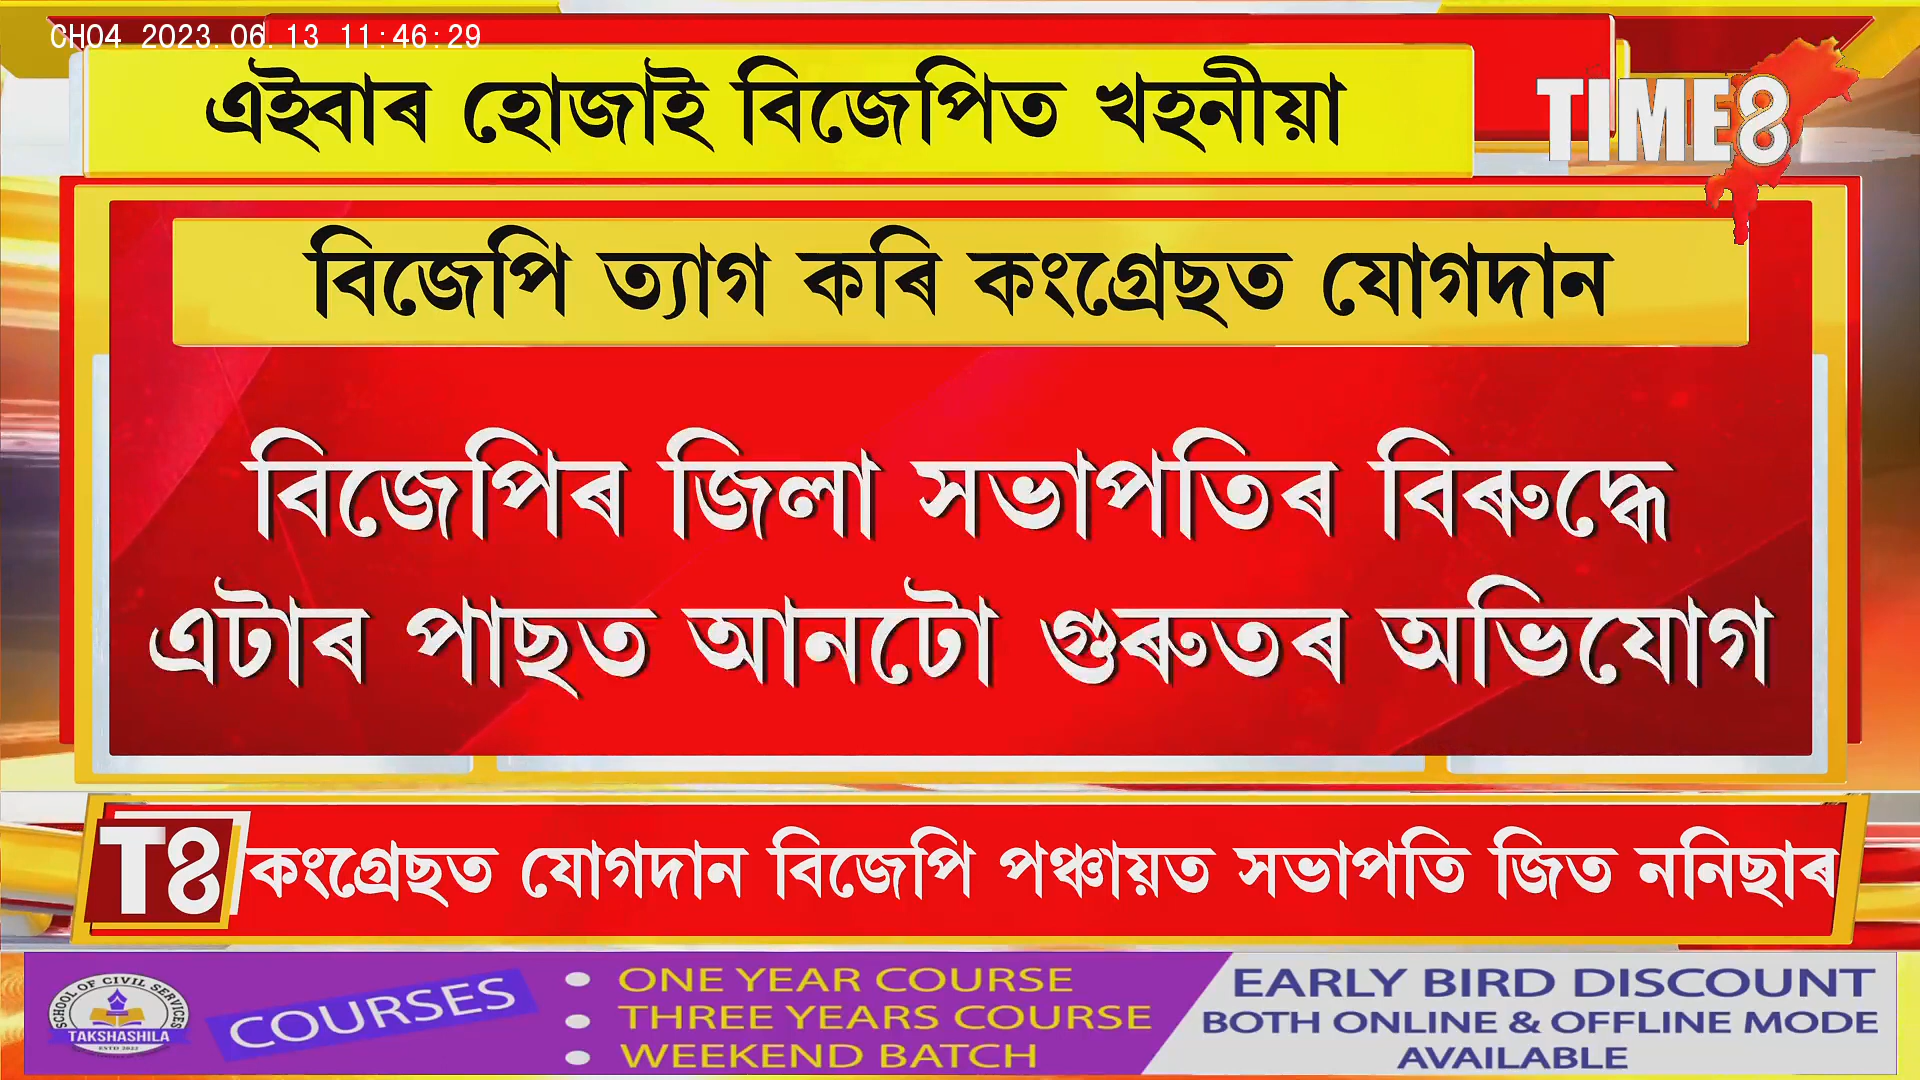 CH04 2023.06.13 11:46:29
এইবাৰ হোজাই বিজেপিত খহনীয়া
TIME8
বিজেপি ত্যাগ কৰি কংগ্ৰেছত যোগদান
বিজেপিৰ জিলা সভাপতিৰ বিৰুদ্ধে
এটাৰ পাছত আনটো গুৰুতৰ অভিযোগ
T8
কংগ্ৰেছত যোগদান বিজেপি পঞ্চায়ত সভাপতি জিত ননিছাৰ
SCHOOL OF CIVIL SERVICES
TAKSHASHILA
ESTD 2022
COURSES
• ONE YEAR COURSE
• THREE YEARS COURSE
• WEEKEND BATCH
EARLY BIRD DISCOUNT
BOTH ONLINE & OFFLINE MODE
AVAILABLE